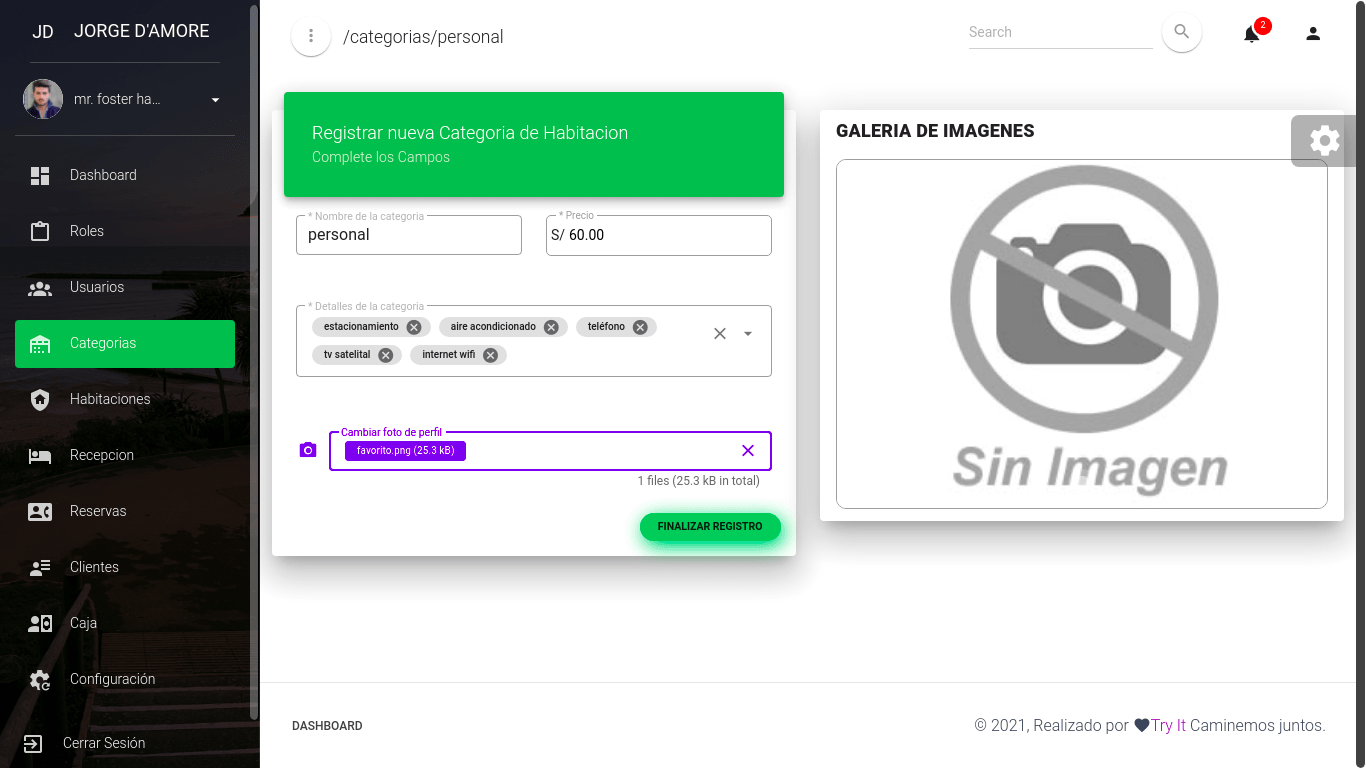 JD JORGE D'AMORE
mr. foster ha...
Dashboard
Roles
Usuarios
Categorias
Habitaciones
Recepcion
Reservas
Clientes
Caja
Configuración
Cerrar Sesión
/categorias/personal
Search
2
Registrar nueva Categoria de Habitacion
Complete los Campos
* Nombre de la categoria
personal
* Precio
S/ 60.00
* Detalles de la categoria
estacionamiento
aire acondicionado
teléfono
tv satelital
internet wifi
Cambiar foto de perfil
favorito.png (25.3 kB)
1 files (25.3 kB in total)
FINALIZAR REGISTRO
GALERIA DE IMAGENES
Sin Imagen
DASHBOARD
© 2021, Realizado por Try It Caminemos juntos.